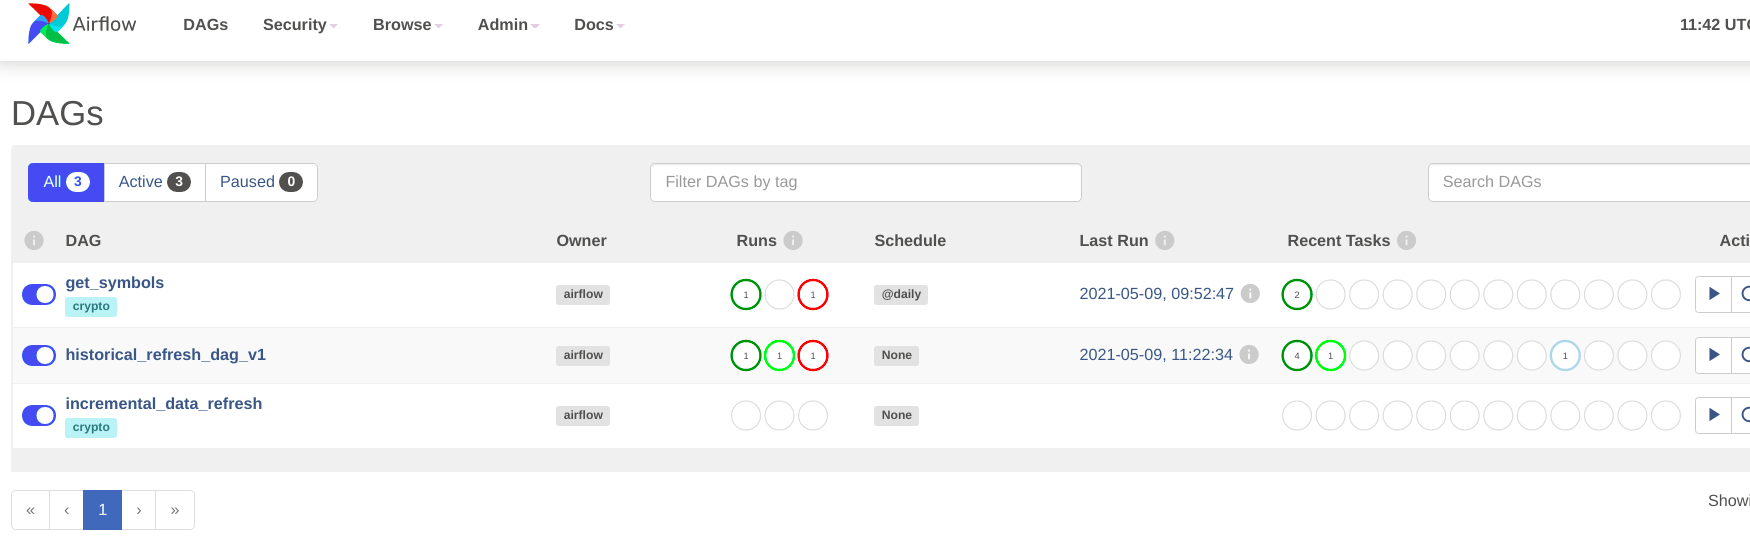 Airflow DAGs Security Browse Admin Docs 11:42 UTC
DAGs
All 3 Active 3 Paused 0 Filter DAGs by tag Search DAGs
DAG Owner Runs Schedule Last Run Recent Tasks Acti
get_symbols
airflow 1 1 @daily 2021-05-09, 09:52:47 2
crypto
historical_refresh_dag_v1 airflow 1 1 1 None 2021-05-09, 11:22:34 4 1 1
incremental_data_refresh
airflow None
crypto
« ‹ 1 › » Showi